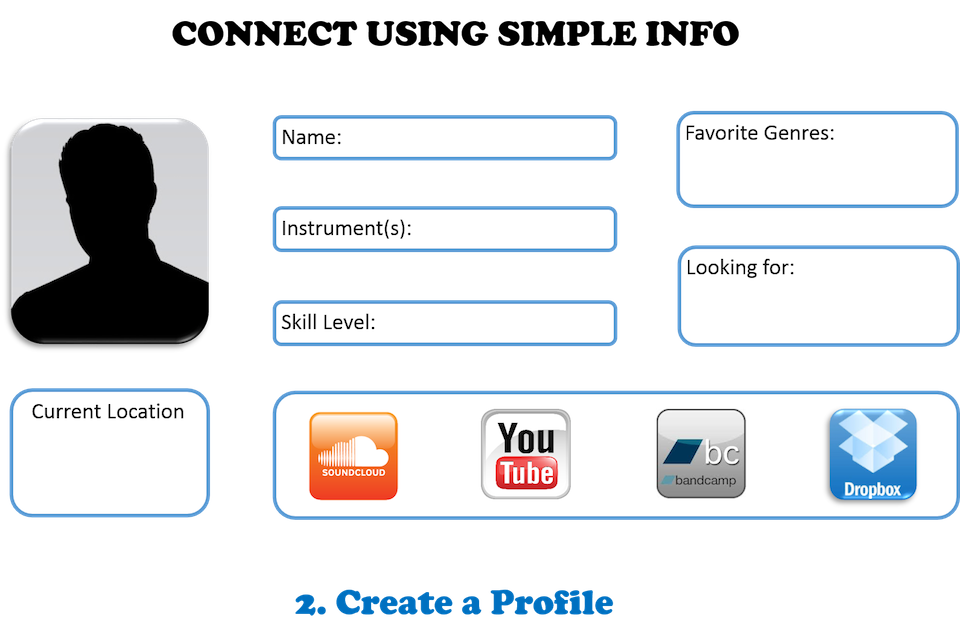 CONNECT USING SIMPLE INFO
Name:
Favorite Genres:
Instrument(s):
Looking for:
Skill Level:
Current Location
SOUNDCLOUD
You
Tube
bc
bandcamp
Dropbox
2. Create a Profile